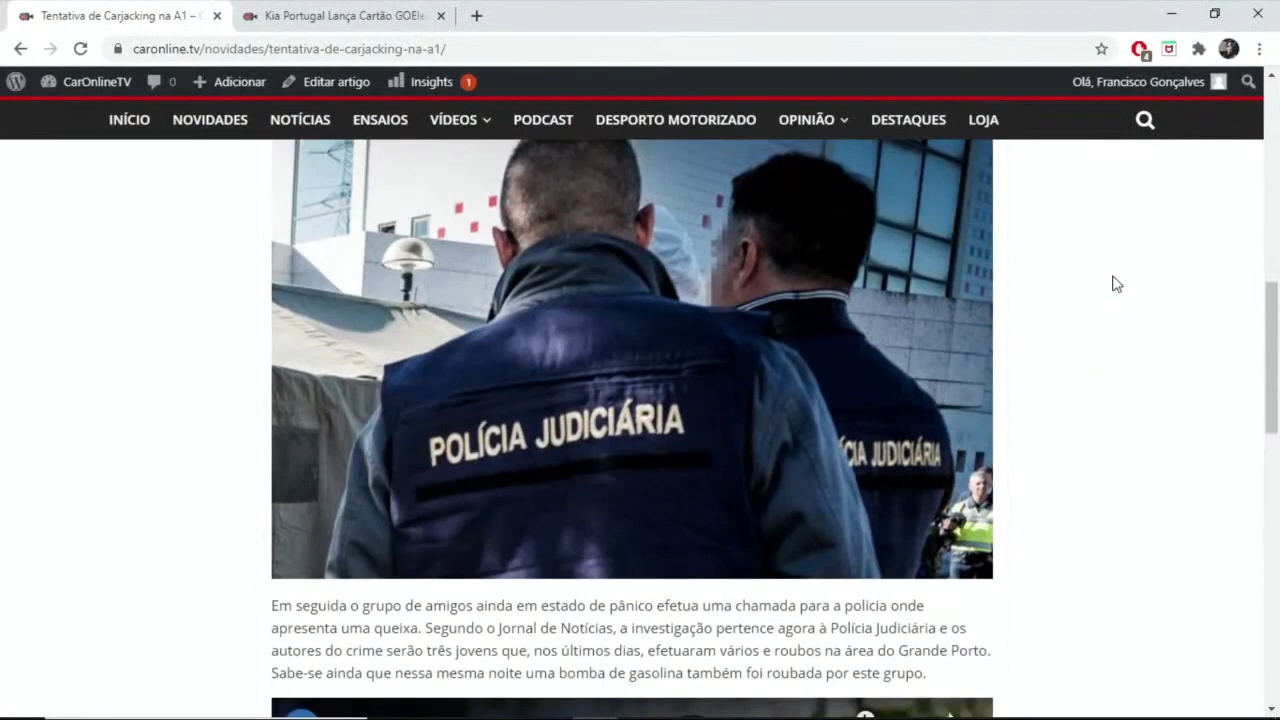 Tentativa de Carjacking na A1 – C
Kia Portugal Lança Cartão GOEle
caronline.tv/novidades/tentativa-de-carjacking-na-a1/
4
CarOnlineTV
0
Adicionar
Editar artigo
Insights
1
Olá, Francisco Gonçalves
INÍCIO
NOVIDADES
NOTÍCIAS
ENSAIOS
VÍDEOS
PODCAST
DESPORTO MOTORIZADO
OPINIÃO
DESTAQUES
LOJA
POLÍCIA JUDICIÁRIA
ÍCIA JUDICIÁRIA
Em seguida o grupo de amigos ainda em estado de pânico efetua uma chamada para a policia onde
apresenta uma queixa. Segundo o Jornal de Notícias, a investigação pertence agora à Polícia Judiciária e os
autores do crime serão três jovens que, nos últimos dias, efetuaram vários e roubos na área do Grande Porto.
Sabe-se ainda que nessa mesma noite uma bomba de gasolina também foi roubada por este grupo.